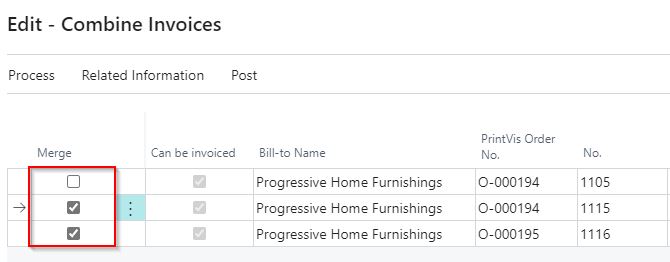 Edit - Combine Invoices
Process Related Information Post
PrintVis Order
Merge Can be invoiced Bill-to Name No. No.
Progressive Home Furnishings O-000194 1105
Progressive Home Furnishings O-000194 1115
Progressive Home Furnishings O-000195 1116